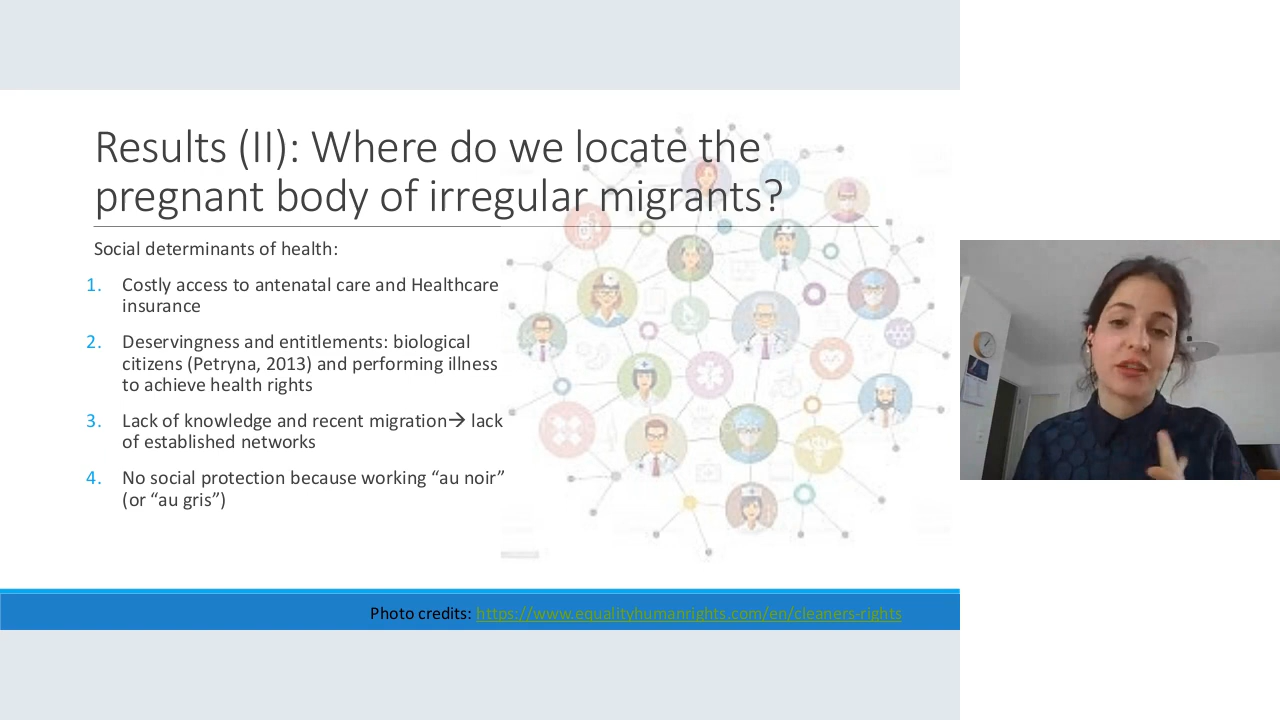 Results (II): Where do we locate the
pregnant body of irregular migrants?
Social determinants of health:
1. Costly access to antenatal care and Healthcare
insurance
2. Deservingness and entitlements: biological
citizens (Petryna, 2013) and performing illness
to achieve health rights
3. Lack of knowledge and recent migration→ lack
of established networks
4. No social protection because working “au noir”
(or “au gris”)
Photo credits: https://www.equalityhumanrights.com/en/cleaners-rights